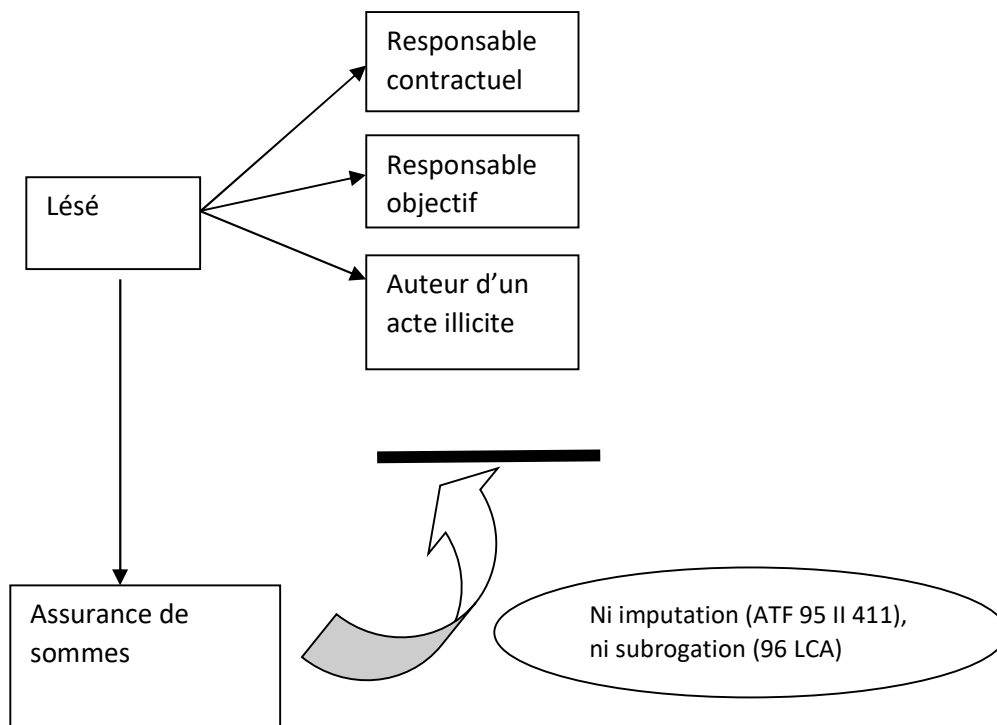 Responsable
contractuel
Responsable
objectif
Lésé
Auteur d’un
acte illicite
Assurance de
sommes
Ni imputation (ATF 95 II 411),
ni subrogation (96 LCA)